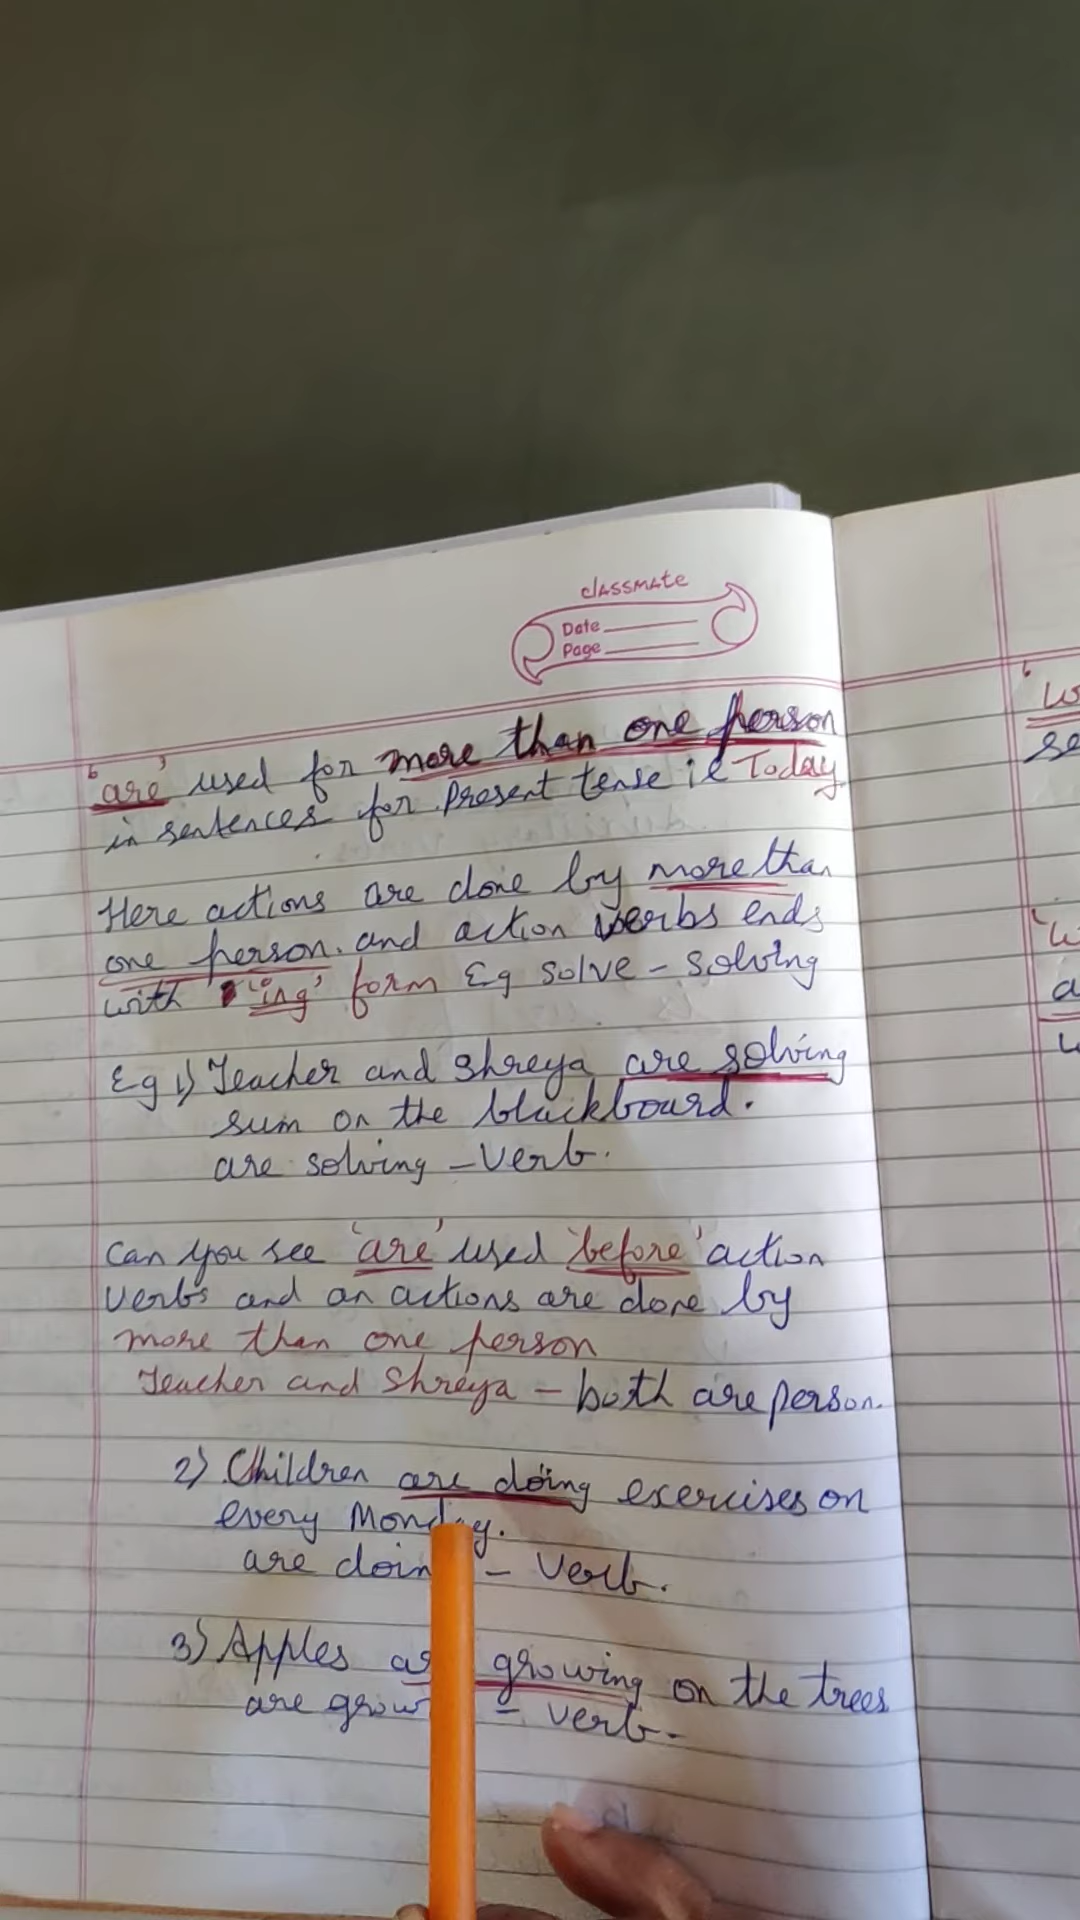 classmate
Date
Page
'are' used for more than one person
in sentences for Present tense ie Today
Here actions are done by more than
one person. and action verbs ends
with 'ing' form Eg solve - solving
Eg 1) Teacher and Shreya are solving
sum on the blackboard.
are solving - verb.
Can you see 'are' used 'before' action
verbs and an actions are done by
more than one person
Teacher and Shreya - both are person.
2) Children are doing exercises on
every Monday.
are doin - verb.
3) Apples growing on the trees
are grow - verb.